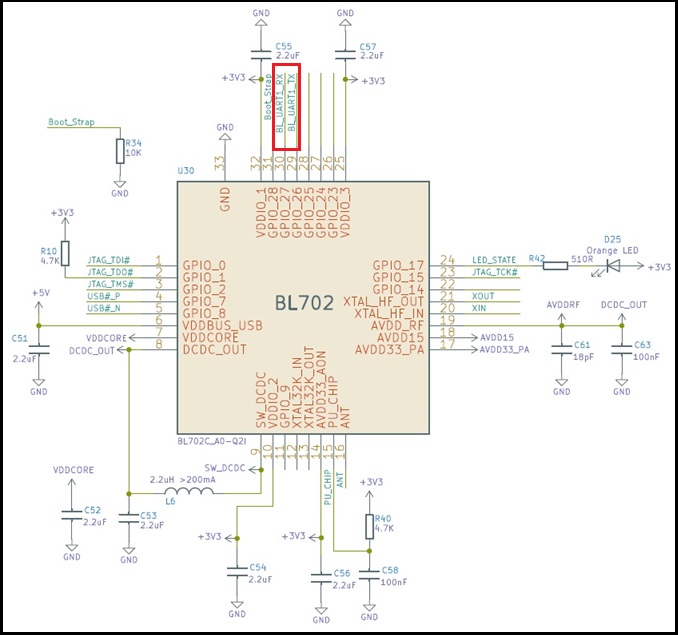 GND
GND
C55
2.2uF
C57
2.2uF
+3V3
+3V3
Boot_Strap
BL_UART1_RX
BL_UART1_TX
Boot_Strap
R34
10K
GND
GND
33
32
31
30
29
28
27
26
25
U30
GND
VDDIO_1
GPIO_28
GPIO_27
GPIO_26
GPIO_25
GPIO_24
GPIO_23
VDDIO_3
+3V3
R10
4.7K
JTAG_TDI# 1 GPIO_0
JTAG_TDO# 2 GPIO_1
JTAG_TMS# 3 GPIO_2
USB#_P 4 GPIO_7
USB#_N 5 GPIO_8
6 VDDBUS_USB
VDDCORE 7 VDDCORE
DCDC_OUT 8 DCDC_OUT
+5V
C51
2.2uF
GND
BL702
GPIO_17 24 LED_STATE
GPIO_15 23 JTAG_TCK#
GPIO_14 22
XTAL_HF_OUT 21 XOUT
XTAL_HF_IN 20 XIN
AVDD_RF 19
AVDD15 18 AVDD15
AVDD33_PA 17 AVDD33_PA
R42
510R
D25
Orange LED
+3V3
AVDDRF
DCDC_OUT
C61
18pF
GND
C63
100nF
GND
SW_DCDC
VDDIO_2
GPIO_9
XTAL32K_IN
XTAL32K_OUT
AVDD33_AON
PU_CHIP
ANT
BL702C_A0-Q2I
9
10
11
12
13
14
15
16
SW_DCDC
PU_CHIP
ANT
VDDCORE
2.2uH >200mA
L6
C52
2.2uF
GND
C53
2.2uF
GND
+3V3
C54
2.2uF
GND
+3V3
C56
2.2uF
GND
+3V3
R40
4.7K
C58
100nF
GND